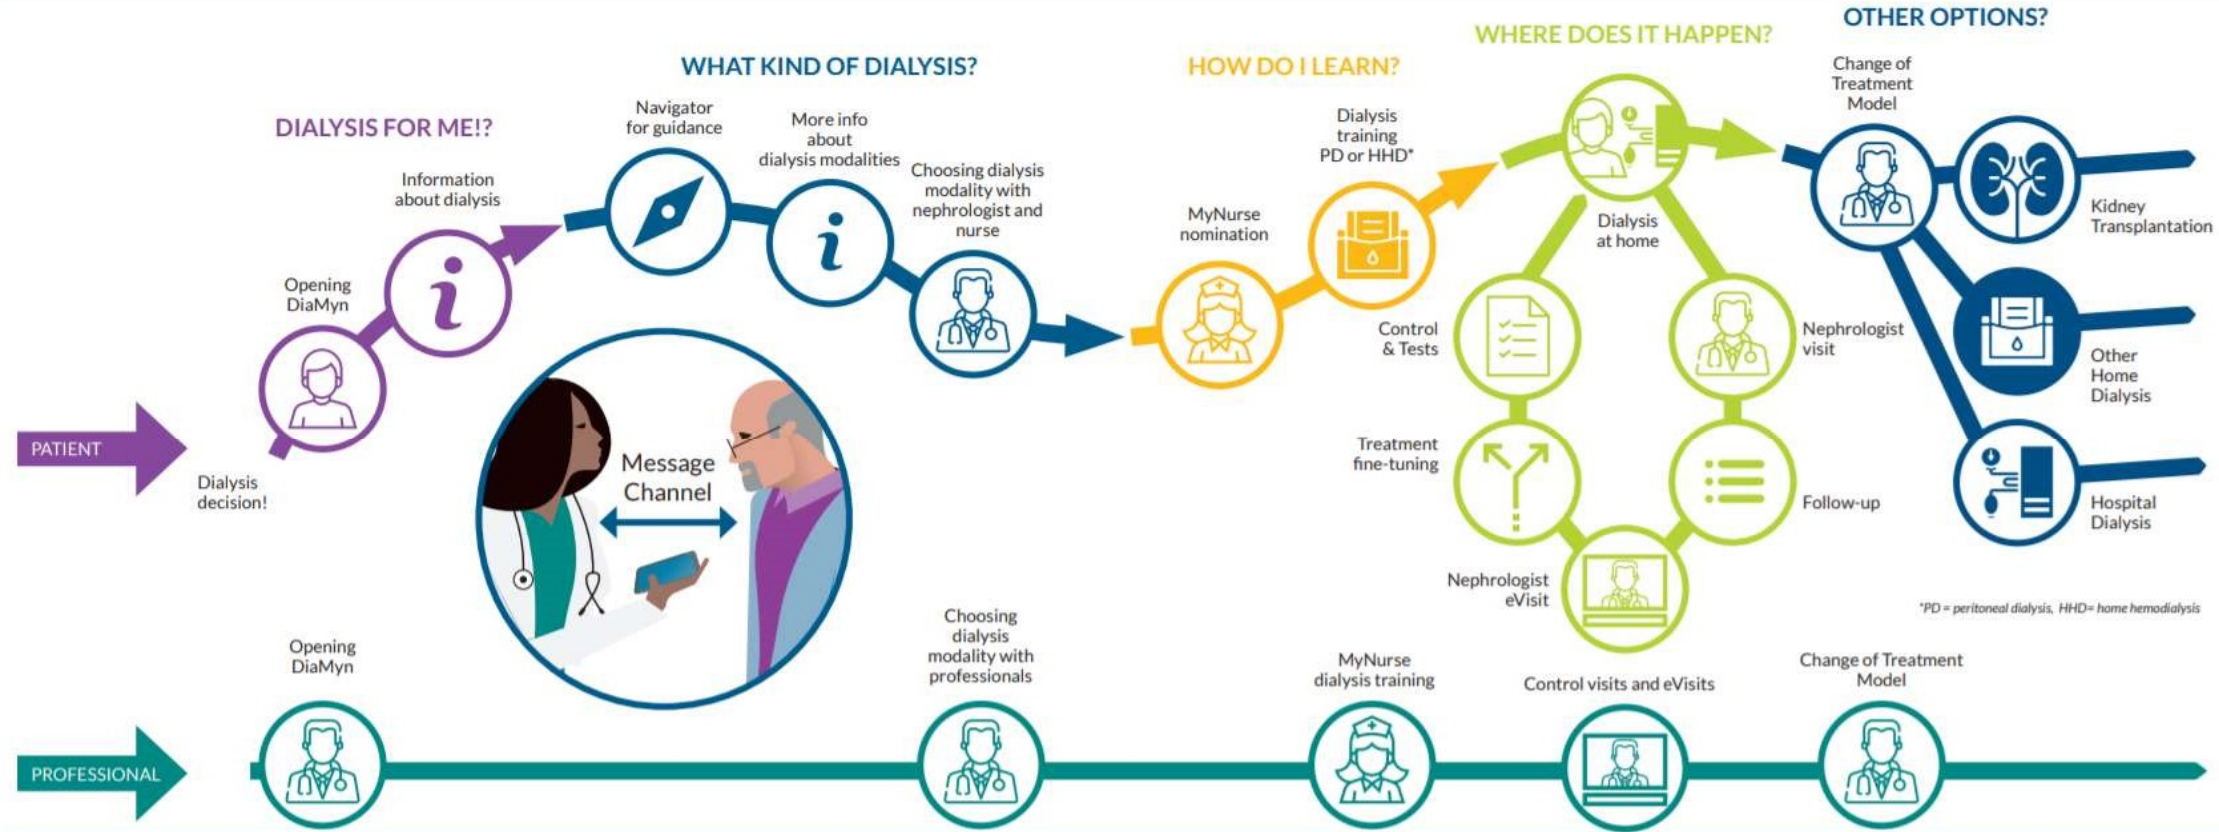 OTHER OPTIONS?
WHERE DOES IT HAPPEN?
WHAT KIND OF DIALYSIS?
HOW DO I LEARN?
DIALYSIS FOR ME!?
PATIENT
Dialysis
decision!
Opening
DiaMyn
Information
about dialysis
Navigator
for guidance
More info
about
dialysis modalities
Choosing dialysis
modality with
nephrologist and
nurse
Message
Channel
MyNurse
nomination
Dialysis
training
PD or HHD*
Dialysis
at home
Control
& Tests
Treatment
fine-tuning
Nephrologist
eVisit
Follow-up
Nephrologist
visit
Change of
Treatment
Model
Kidney
Transplantation
Other
Home
Dialysis
Hospital
Dialysis
*PD = peritoneal dialysis, HHD= home hemodialysis
PROFESSIONAL
Opening
DiaMyn
Choosing
dialysis
modality with
professionals
MyNurse
dialysis training
Control visits and eVisits
Change of Treatment
Model